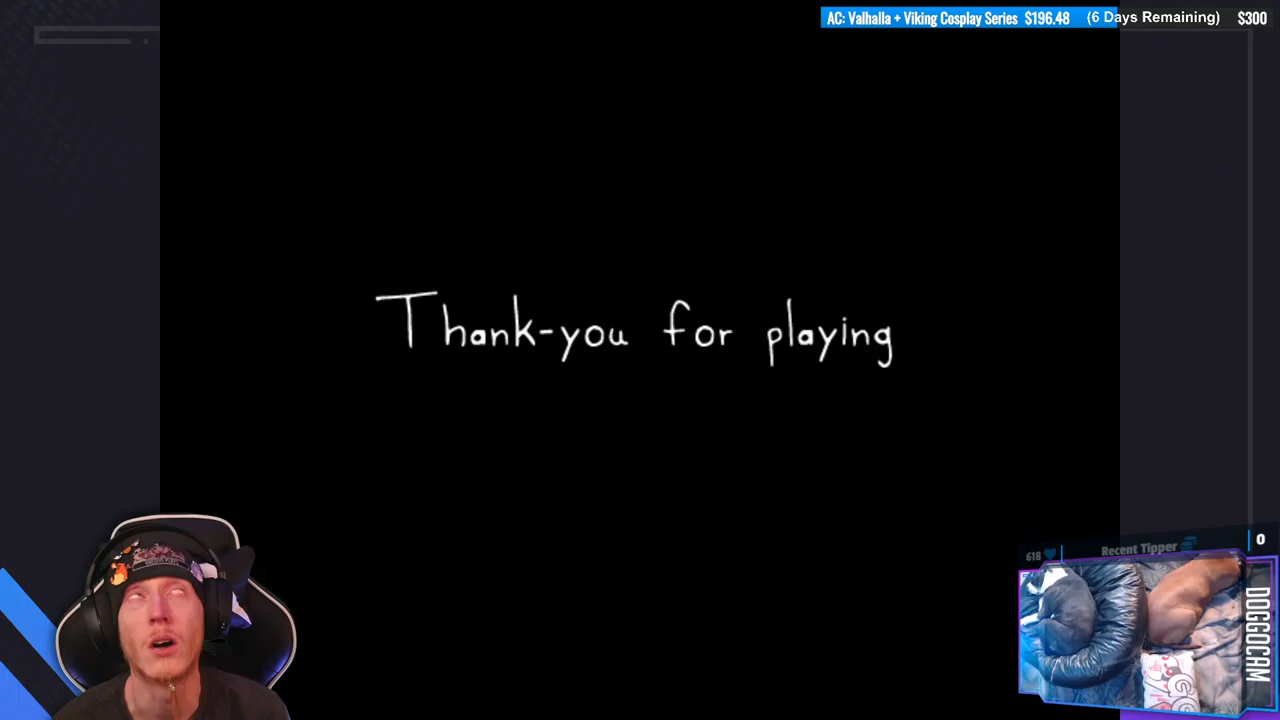 AC: Valhalla + Viking Cosplay Series $196.48 (6 Days Remaining) $300
Thank-you for playing
618 Recent Tipper 0
DOGGOCAM